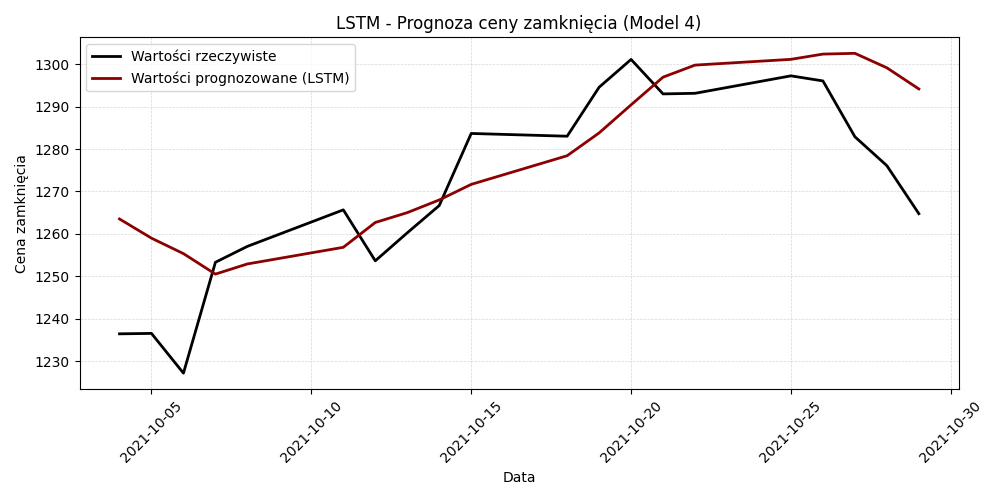 LSTM - Prognoza ceny zamknięcia (Model 4)
Wartości rzeczywiste
Wartości prognozowane (LSTM)
Cena zamknięcia
1300
1290
1280
1270
1260
1250
1240
1230
2021-10-05
2021-10-10
2021-10-15
2021-10-20
2021-10-25
2021-10-30
Data